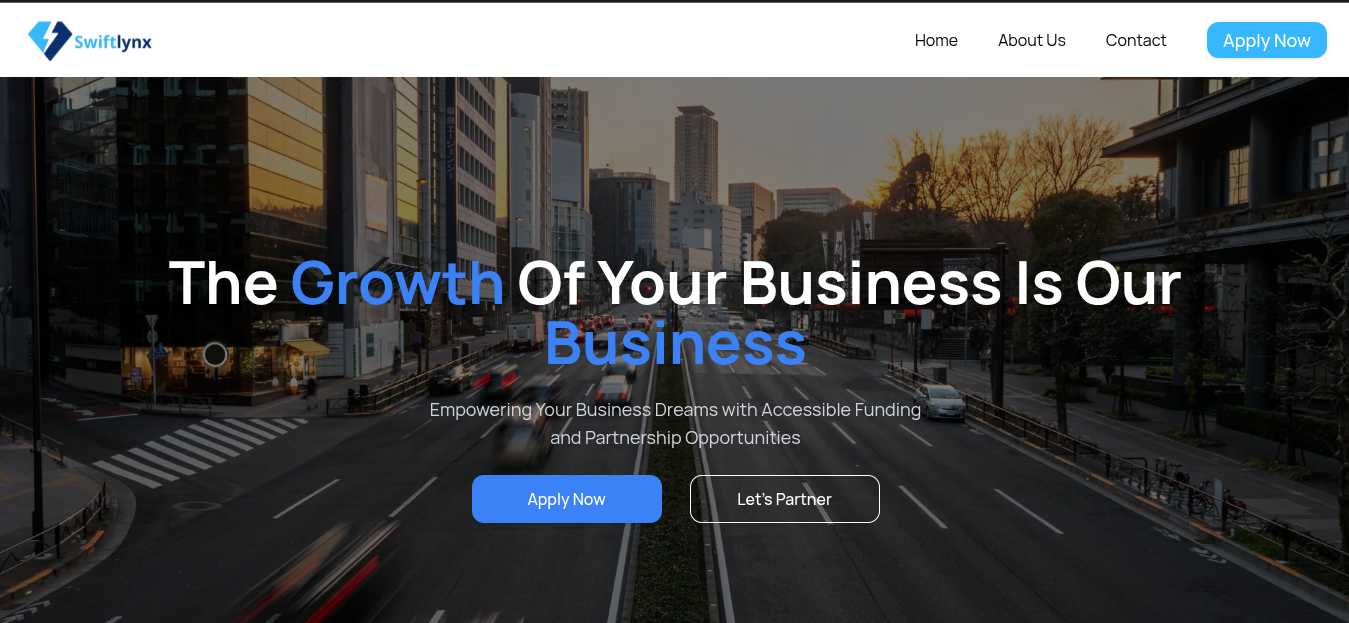 Swiftlynx
Home
About Us
Contact
Apply Now
The Growth Of Your Business Is Our
Business
Empowering Your Business Dreams with Accessible Funding
and Partnership Opportunities
Apply Now
Let's Partner